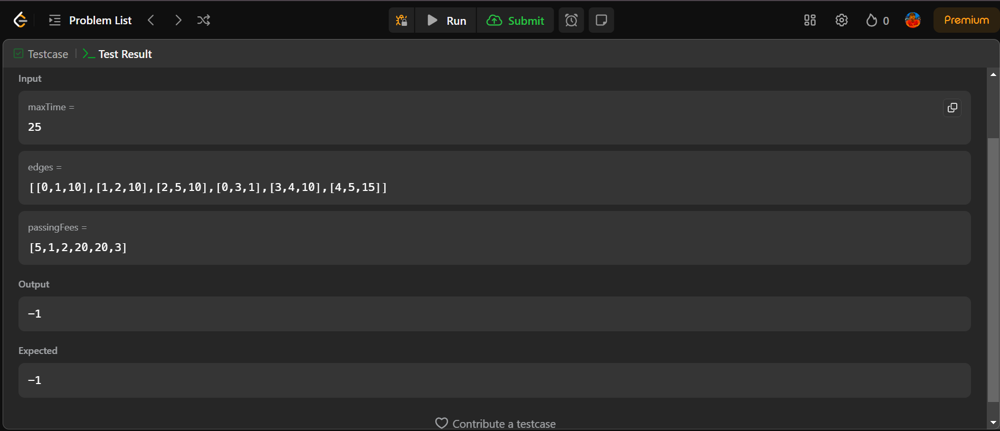 Problem List
Run
Submit
0
Premium
Testcase
Test Result
Input
maxTime =
25
edges =
[[0,1,10],[1,2,10],[2,5,10],[0,3,1],[3,4,10],[4,5,15]]
passingFees =
[5,1,2,20,20,3]
Output
-1
Expected
-1
Contribute a testcase